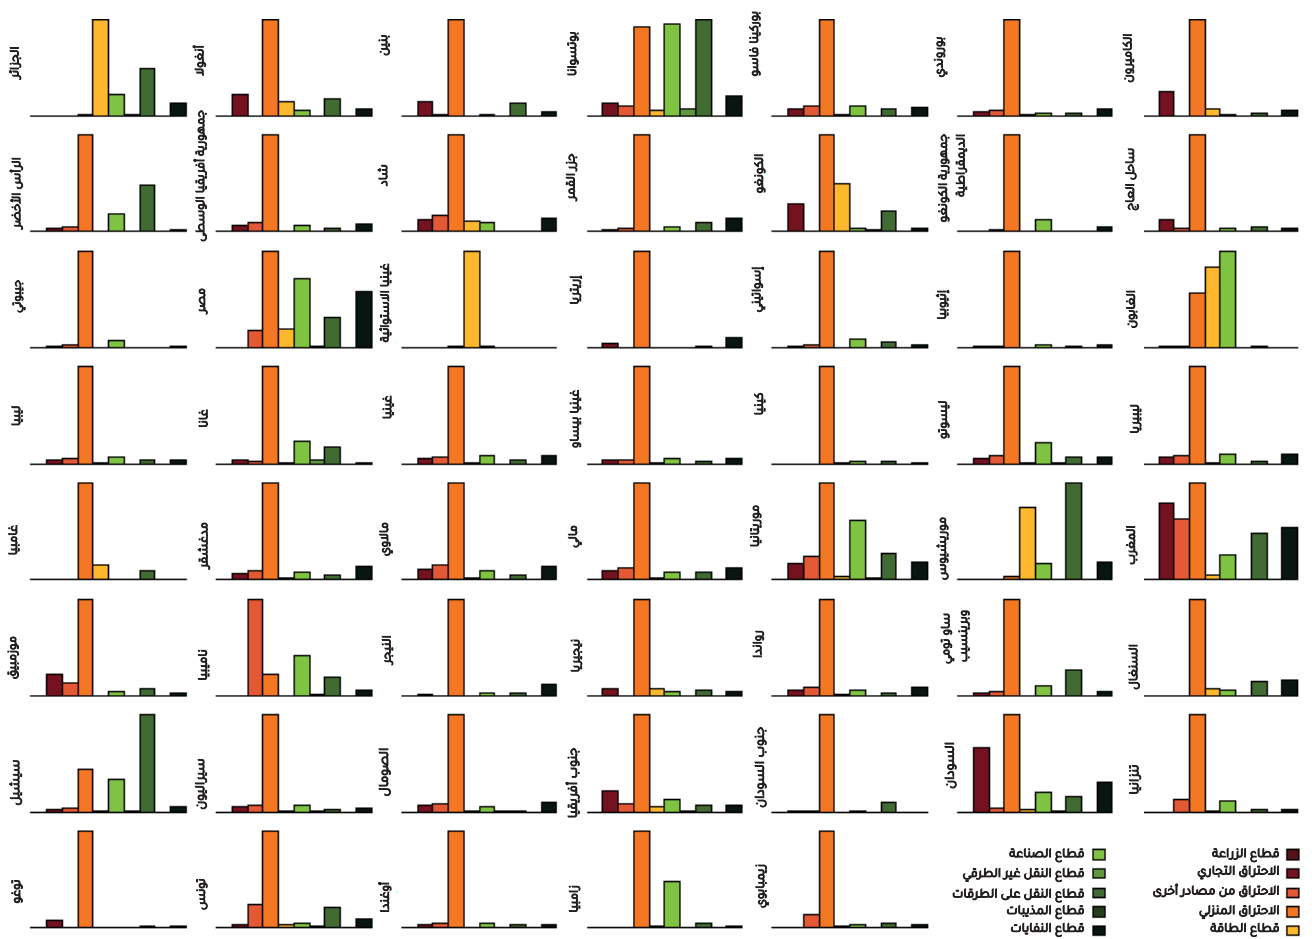 الجزائر
أنغولا
بنين
بوتسوانا
بوركينا فاسو
بوروندي
الكاميرون
الرأس الأخضر
جمهورية أفريقيا الوسطى
تشاد
جزر القمر
الكونغو
جمهورية الكونغو
الديمقراطية
ساحل العاج
جيبوتي
مصر
غينيا الاستوائية
إريتريا
إسواتيني
إثيوبيا
الغابون
ليبيا
غانا
غينيا
غينيا بيساو
كينيا
ليسوتو
ليبيريا
غامبيا
مدغشقر
مالاوي
مالي
موريتانيا
موريشيوس
المغرب
موزمبيق
ناميبيا
النيجر
نيجيريا
رواندا
ساو تومي
وبرينسيب
السنغال
سيشيل
سيراليون
الصومال
جنوب أفريقيا
جنوب السودان
السودان
تنزانيا
توغو
تونس
أوغندا
زامبيا
زيمبابوي
قطاع الزراعة
الاحتراق التجاري
الاحتراق من مصادر أخرى
الاحتراق المنزلي
قطاع الطاقة
قطاع الصناعة
قطاع النقل غير الطرقي
قطاع النقل على الطرقات
قطاع المذيبات
قطاع النفايات